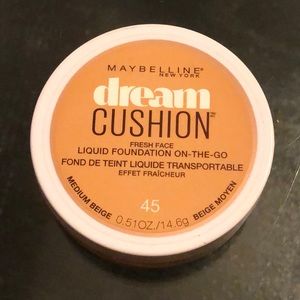 MAYBELLINE
NEW YORK
dream
CUSHION
FRESH FACE
LIQUID FOUNDATION ON-THE-GO
FOND DE TEINT LIQUIDE TRANSPORTABLE
EFFET FRAÎCHEUR
45
MEDIUM BEIGE 0.51OZ./14.6g BEIGE MOYEN